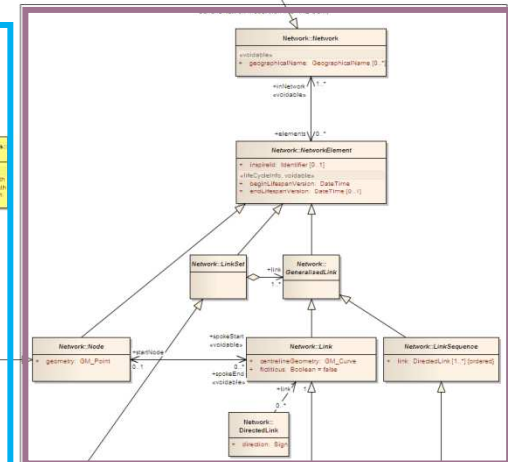 Network::Network
«voidable»
+ geographicalName: GeographicalName [0..*]
+inNetwork
1..*
«voidable»
+elements
0..*
Network::NetworkElement
+ inspireId: Identifier [0..1]
«lifeCycleInfo, voidable»
+ beginLifespanVersion: DateTime
+ endLifespanVersion: DateTime [0..1]
Network::LinkSet
+link
1..*
Network::
GeneralisedLink
Network::Node
+ geometry: GM_Point
+startNode
0..1
+spokeStart
«voidable»
0..*
+spokeEnd
«voidable»
Network::Link
+ centrelineGeometry: GM_Curve
+ fictitious: Boolean = false
Network::LinkSequence
+ link: DirectedLink [1..*] {ordered}
+link
1
0..*
Network::
DirectedLink
+ direction: Sign